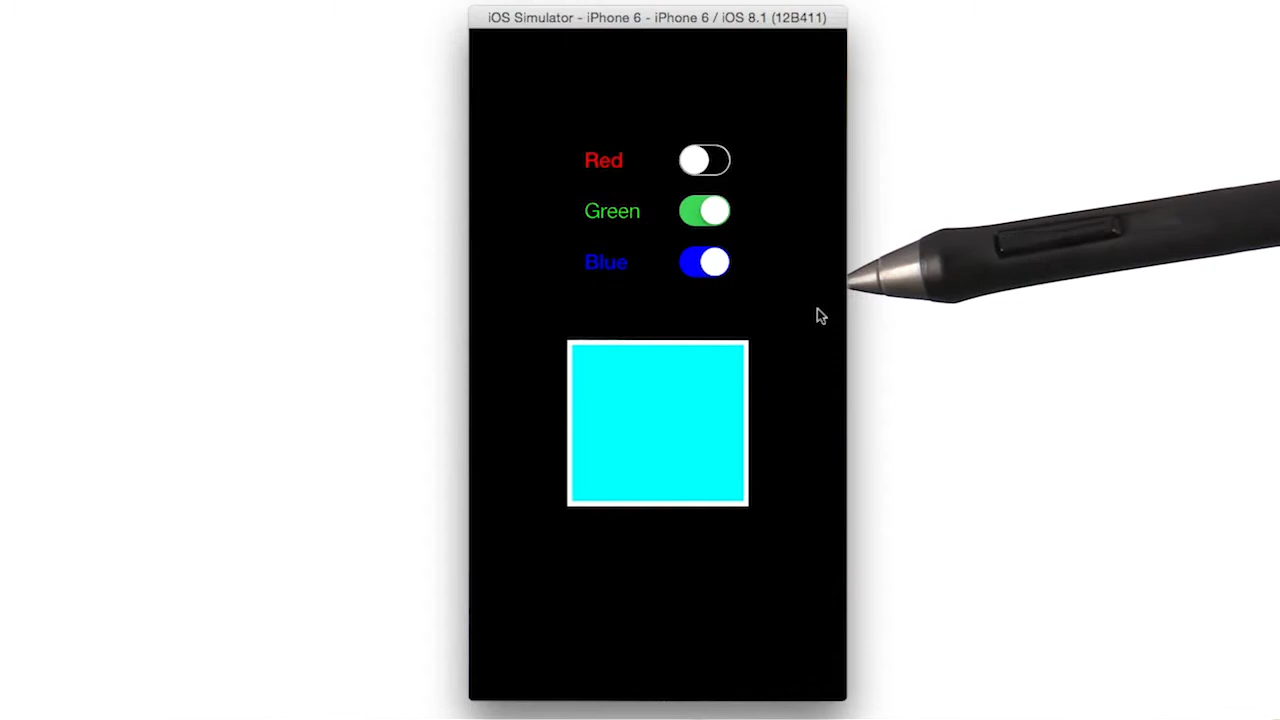 iOS Simulator - iPhone 6 - iPhone 6 / iOS 8.1 (12B411)
Red
Green
Blue